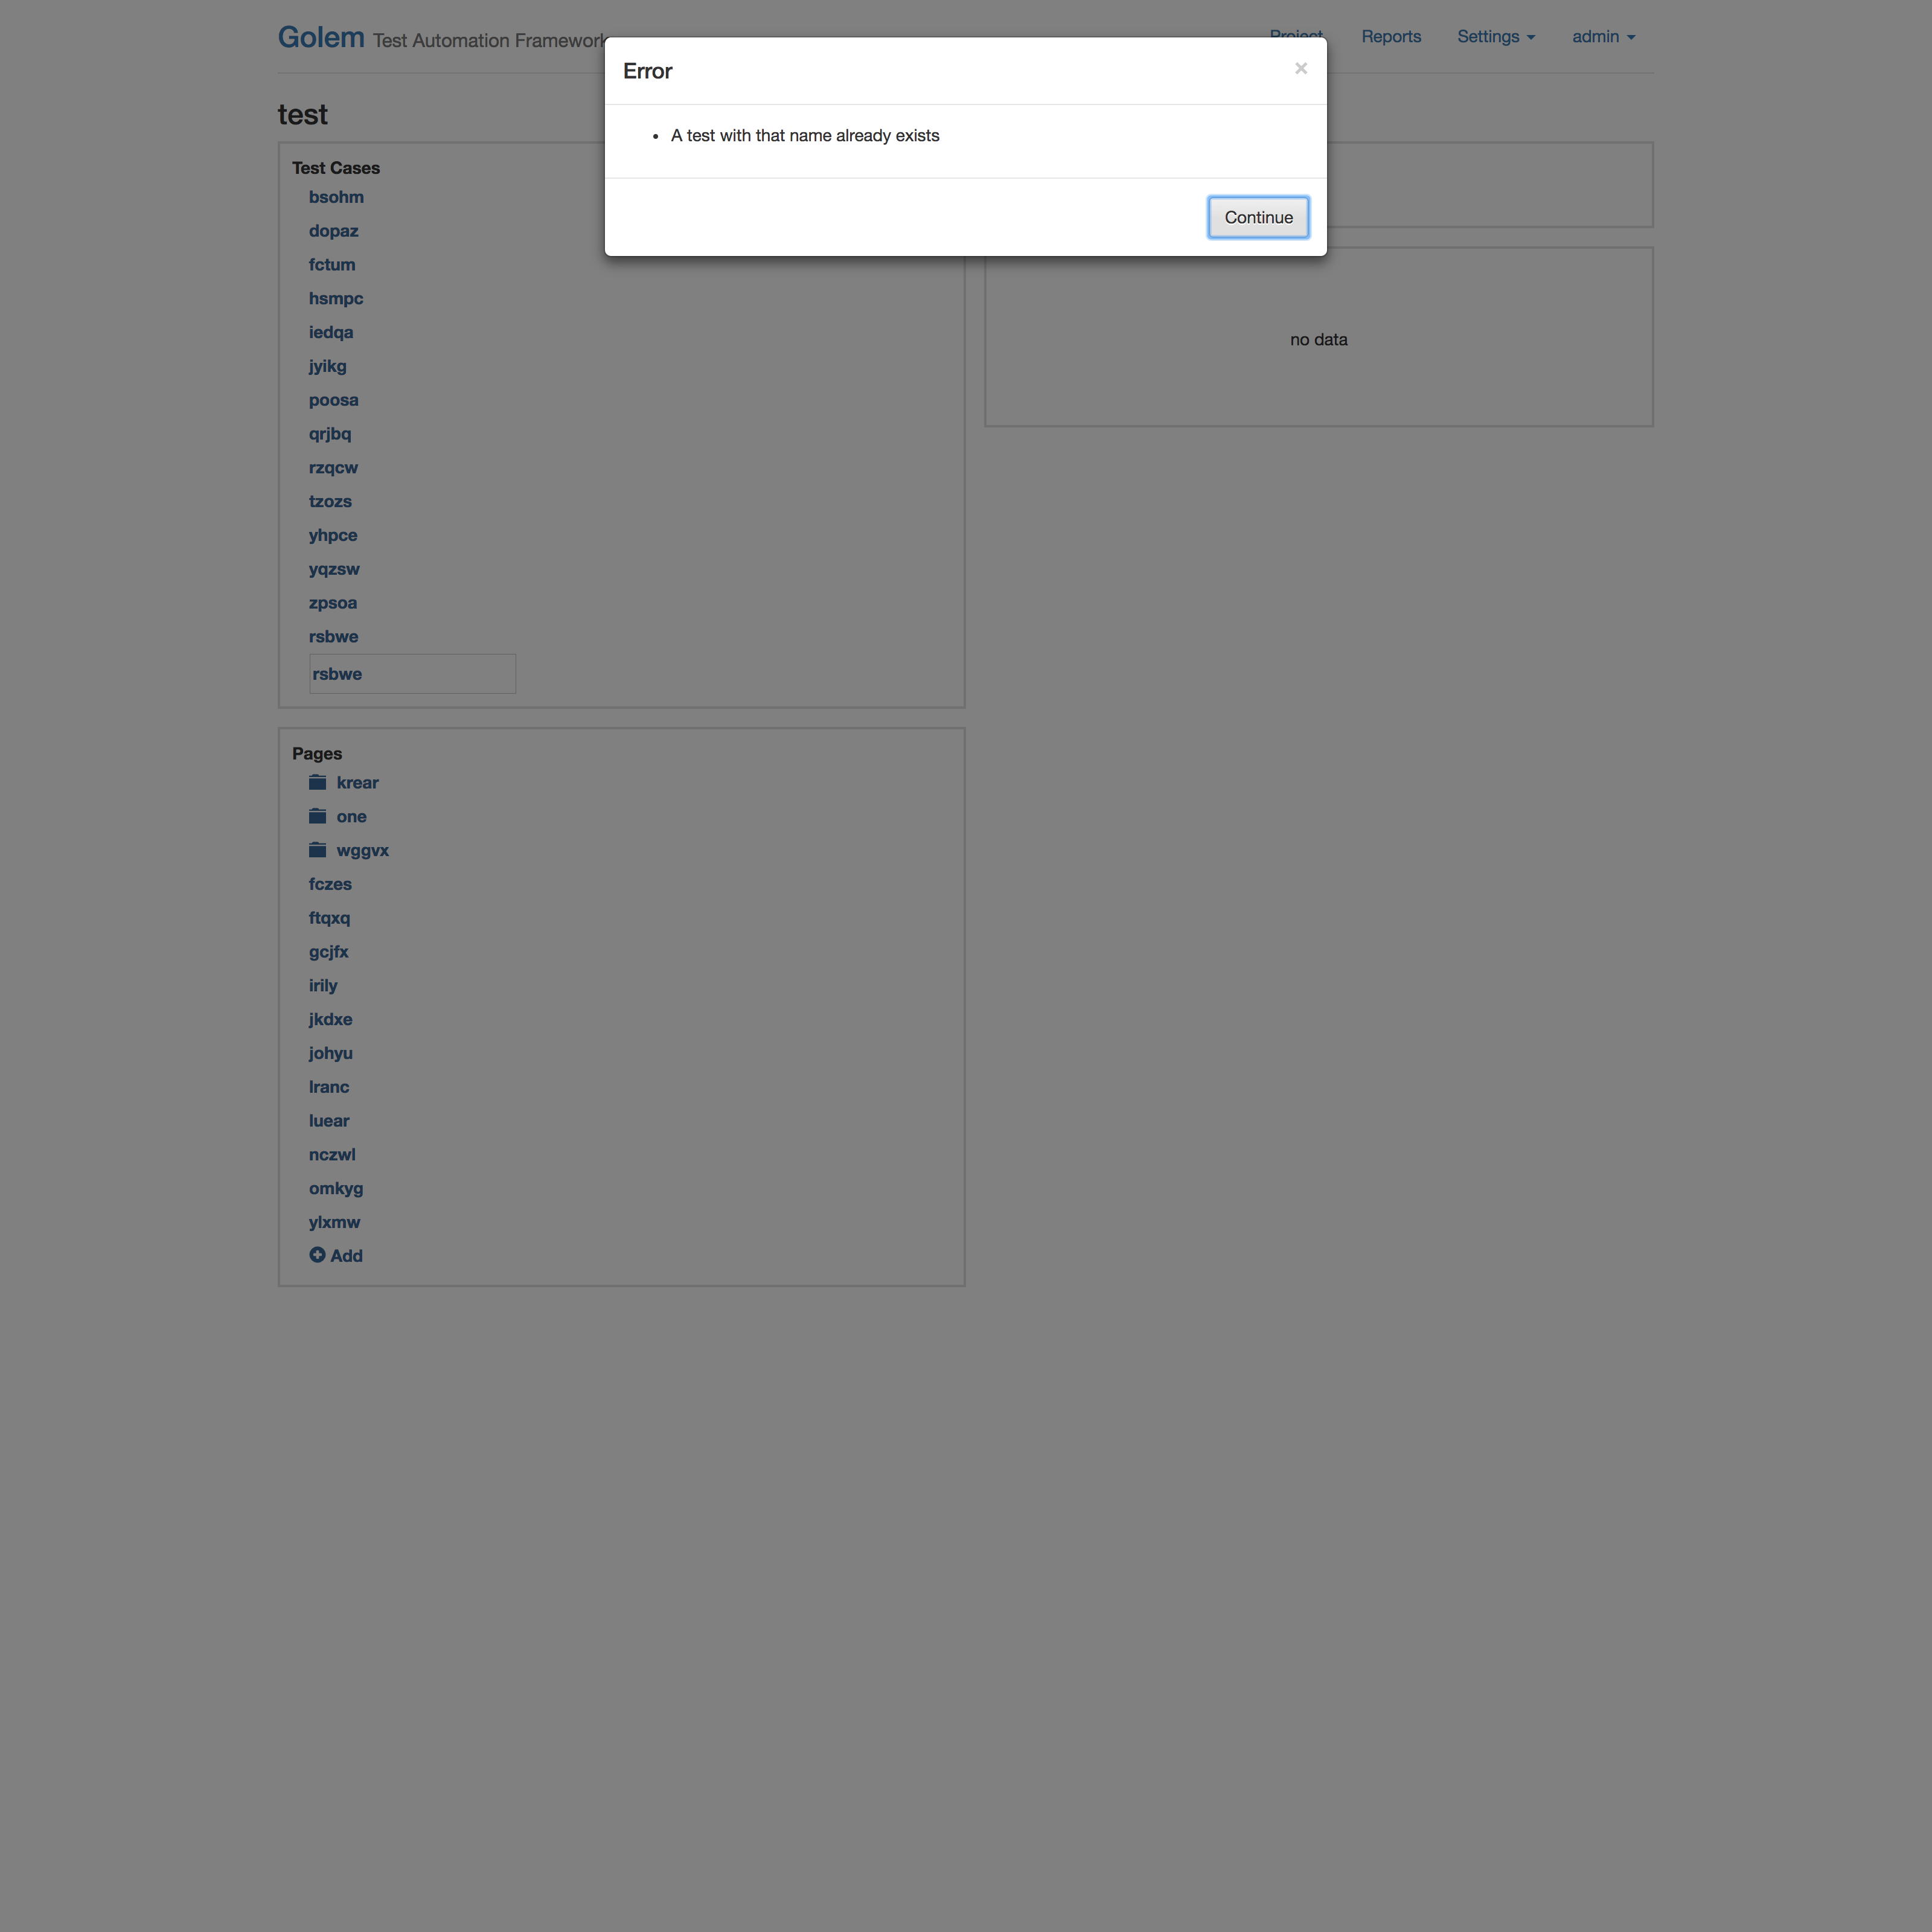 Golem Test Automation Framework
Project Reports Settings admin
Error
×
A test with that name already exists
Continue
test
Test Cases
bsohm
dopaz
fctum
hsmpc
iedqa
jyikg
poosa
qrjbq
rzqcw
tzozs
yhpce
yqzsw
zpsoa
rsbwe
rsbwe
no data
Pages
krear
one
wggvx
fczes
ftqxq
gcjfx
irily
jkdxe
johyu
lranc
luear
nczwl
omkyg
ylxmw
Add